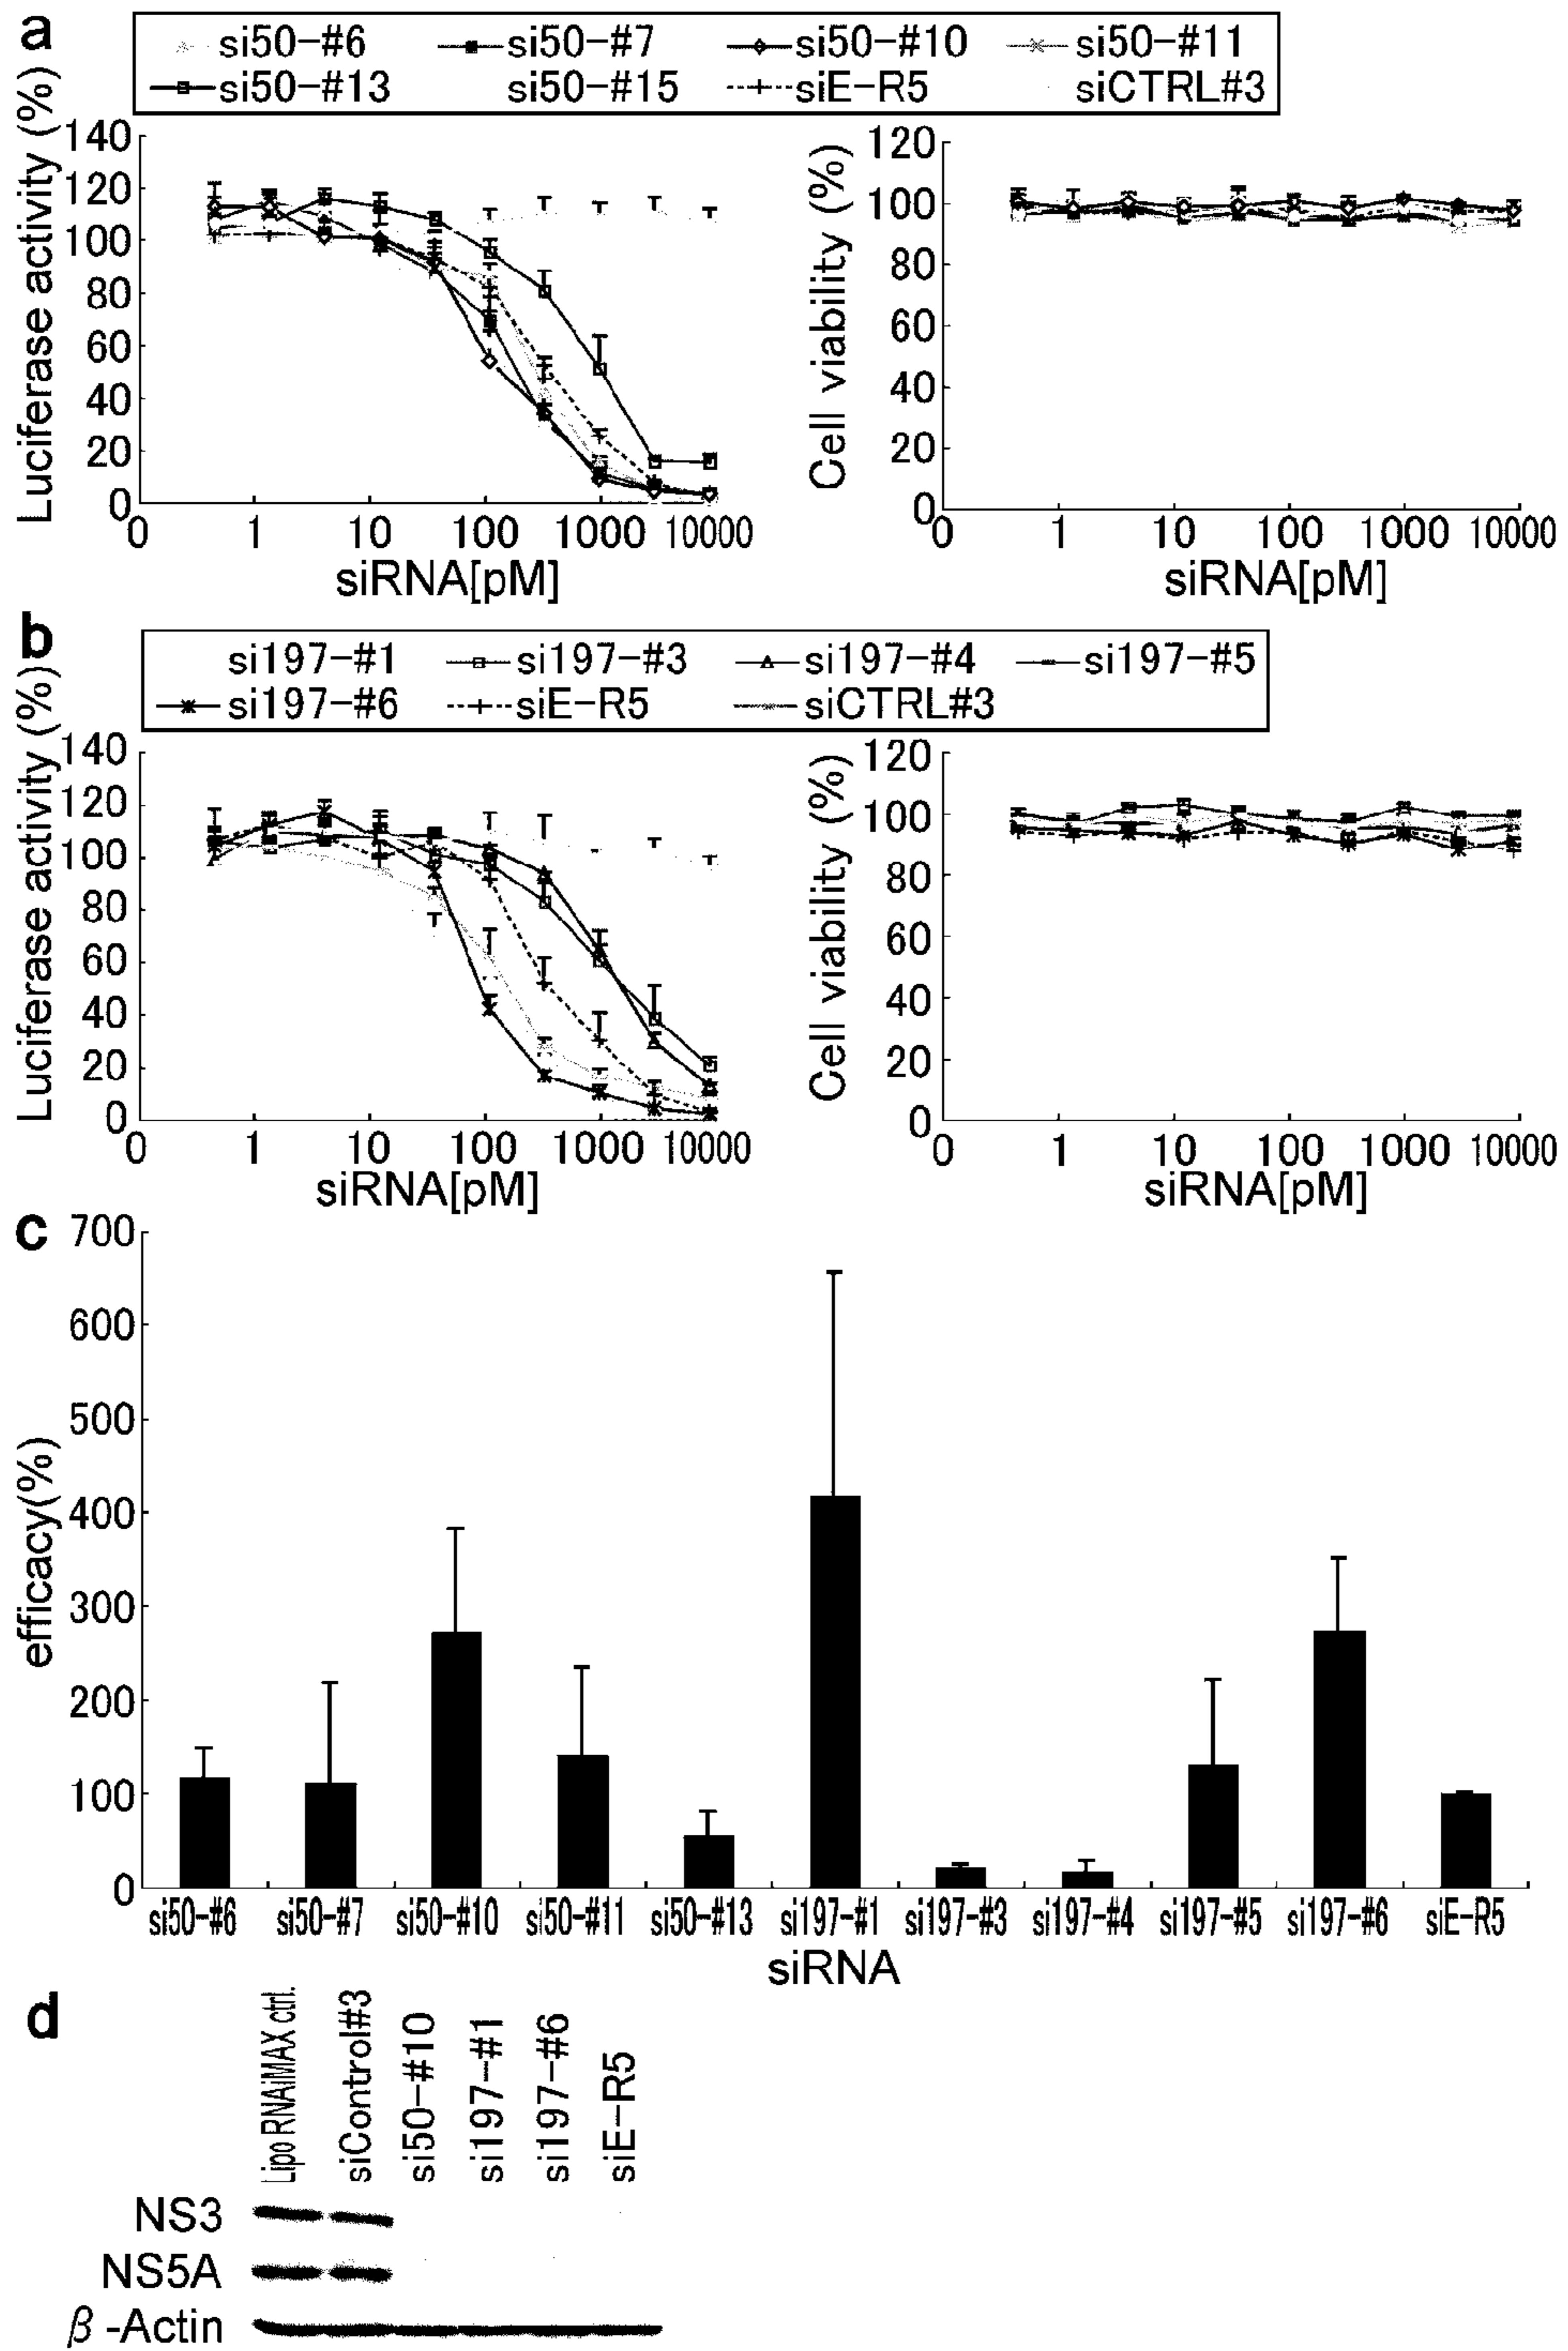 a
si50-#6 si50-#7 si50-#10 si50-#11
si50-#13 si50-#15 siE-R5 siCTRL#3
Luciferase activity (%)
140
120
100
80
60
40
20
0
0 1 10 100 1000 10000
siRNA[pM]
Cell viability (%)
120
100
80
60
40
20
0
0 1 10 100 1000 10000
siRNA[pM]
b
si197-#1 si197-#3 si197-#4 si197-#5
si197-#6 siE-R5 siCTRL#3
Luciferase activity (%)
140
120
100
80
60
40
20
0
0 1 10 100 1000 10000
siRNA[pM]
Cell viability (%)
120
100
80
60
40
20
0
0 1 10 100 1000 10000
siRNA[pM]
c
efficacy(%)
700
600
500
400
300
200
100
0
si50-#6 si50-#7 si50-#10 si50-#11 si50-#13 si197-#1 si197-#3 si197-#4 si197-#5 si197-#6 siE-R5
siRNA
d
Lipo RNAiMAX ctrl.
siControl#3
si50-#10
si197-#1
si197-#6
siE-R5
NS3
NS5A
β-Actin